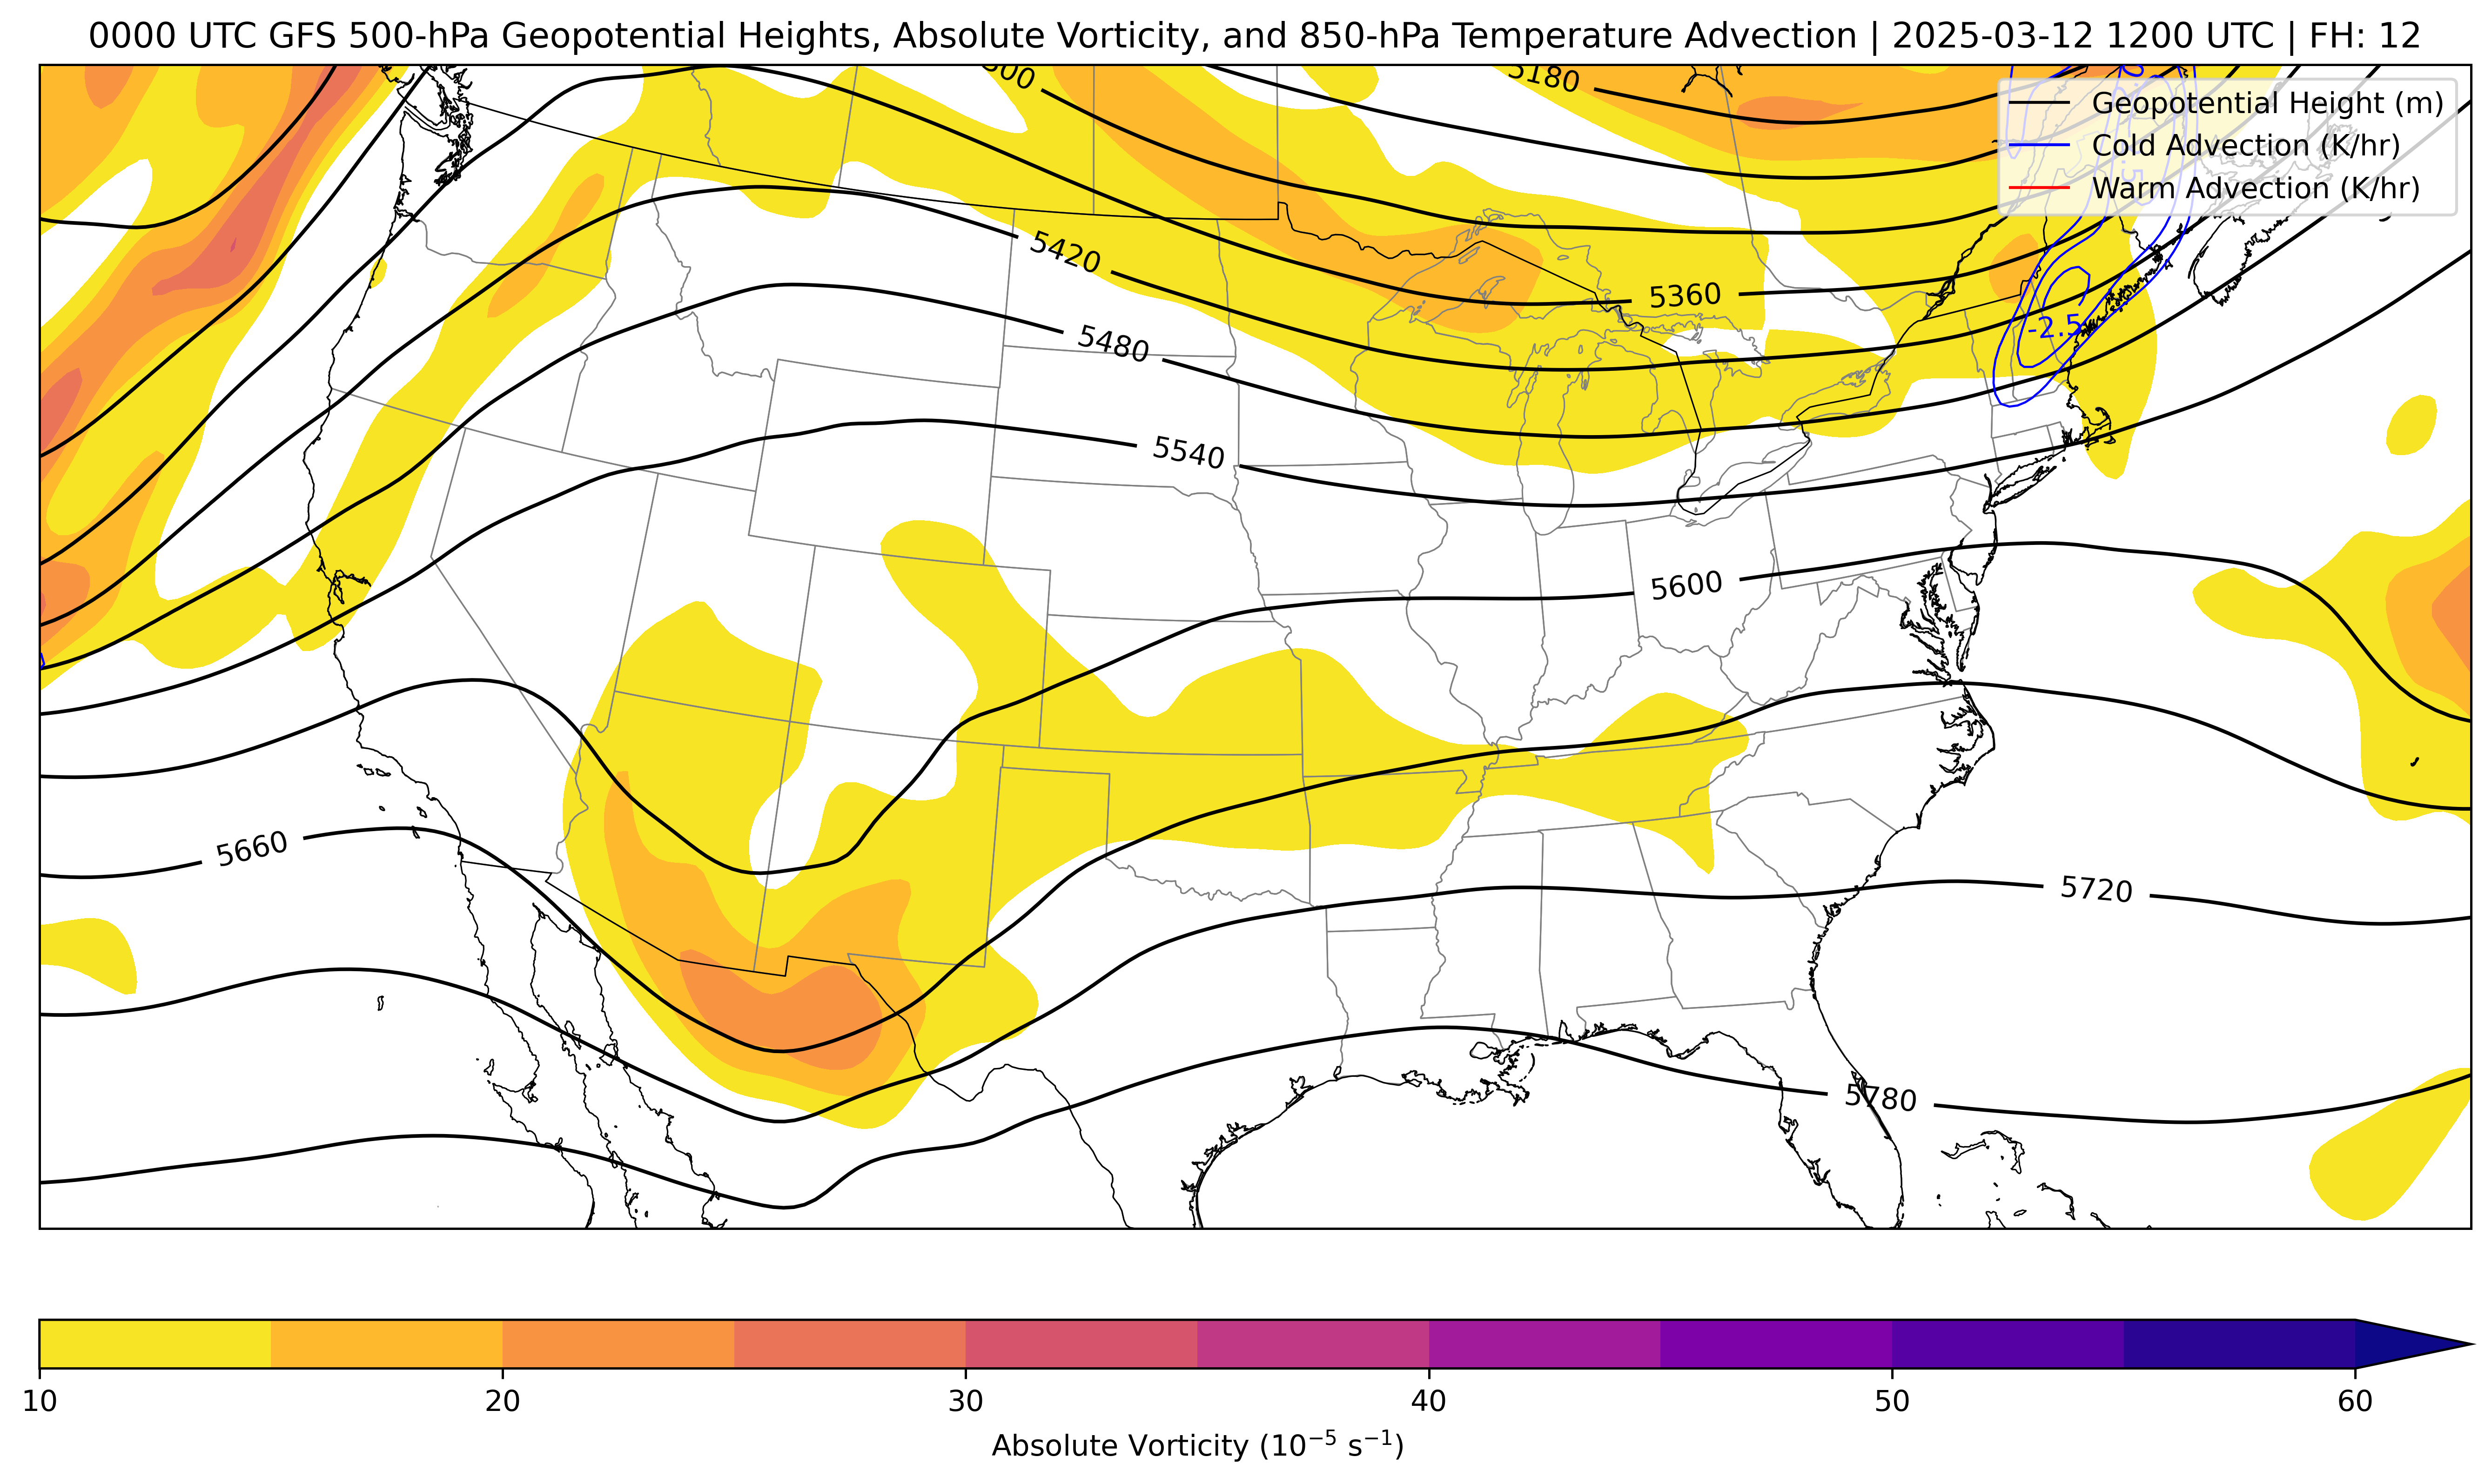 0000 UTC GFS 500-hPa Geopotential Heights, Absolute Vorticity, and 850-hPa Temperature Advection | 2025-03-12 1200 UTC | FH: 12
5180
Geopotential Height (m)
Cold Advection (K/hr)
Warm Advection (K/hr)
5420
5360
-2.5
5480
5540
5600
5660
5720
5780
10 20 30 40 50 60
Absolute Vorticity (10⁻⁵ s⁻¹)